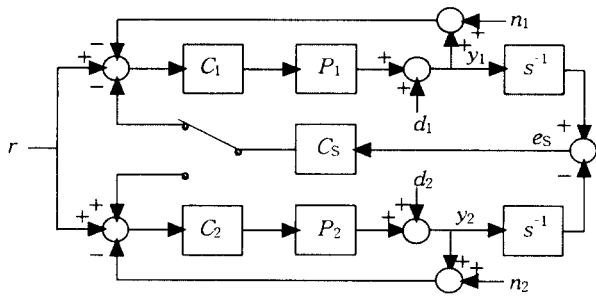 n₁
− + +
+ C₁ P₁ + y₁ s⁻¹
− +
d₁ +
r Cₛ eₛ
d₂ −
+ +
+ C₂ P₂ + y₂ s⁻¹
− + +
n₂